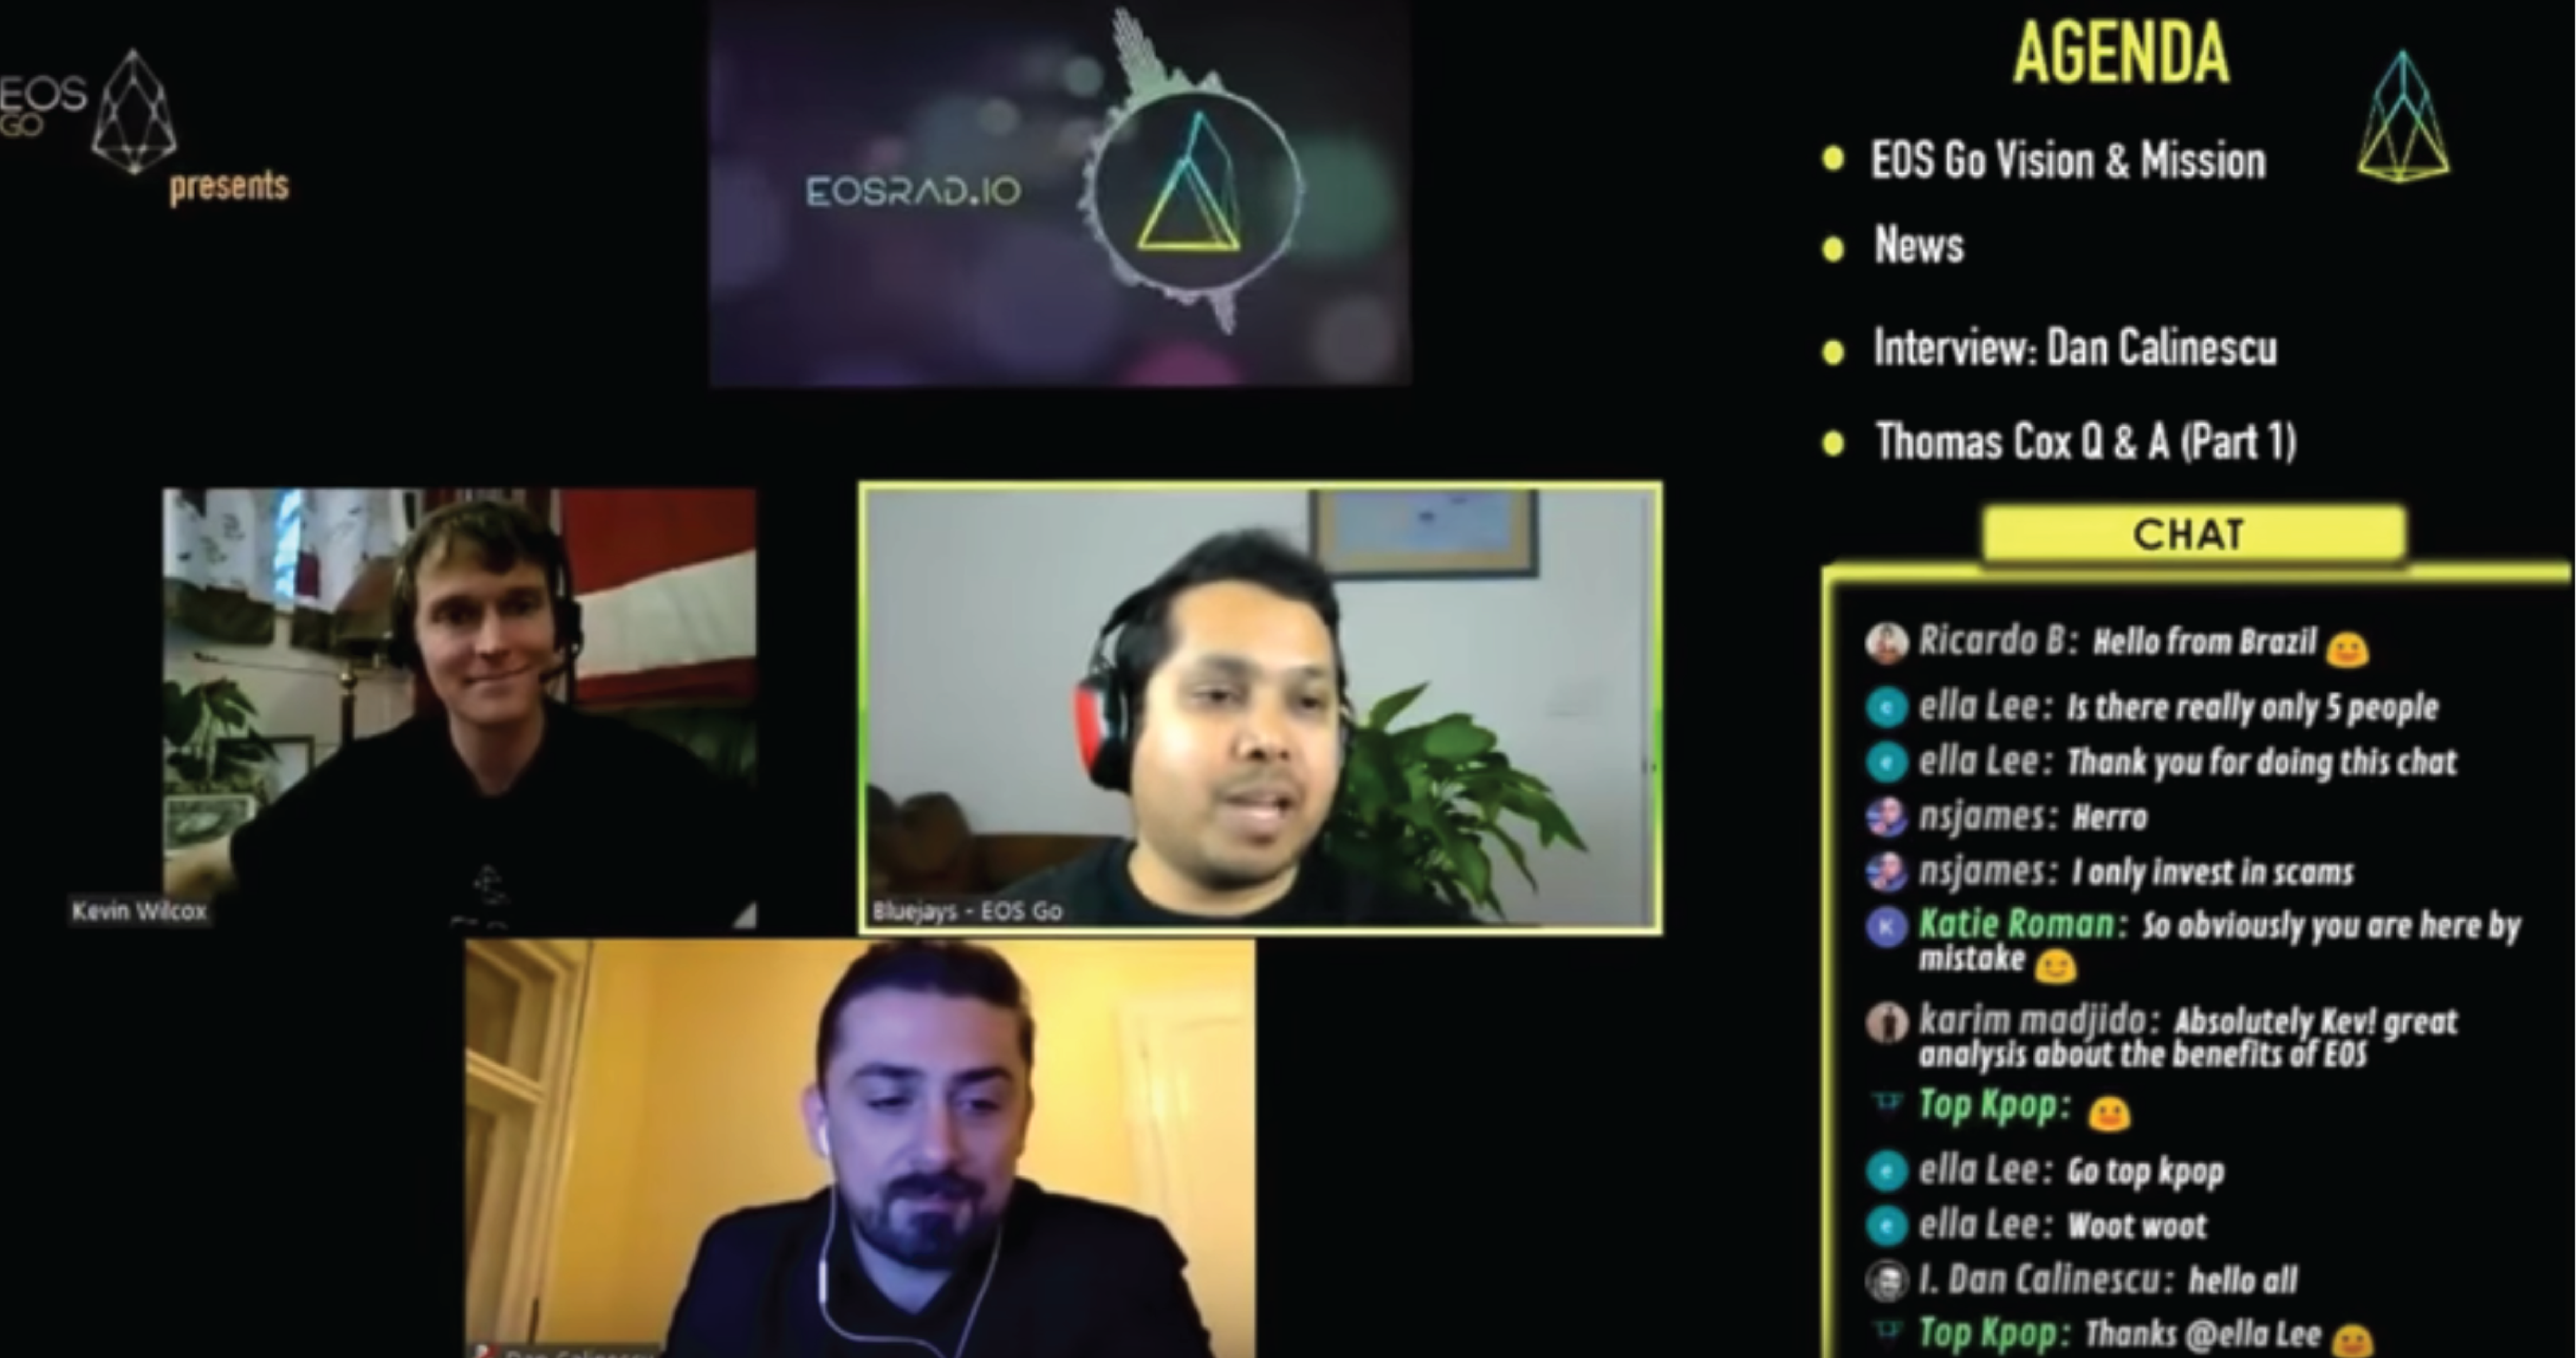 EOS
GO
presents
EOSRAD.IO
AGENDA
EOS Go Vision & Mission
News
Interview: Dan Calinescu
Thomas Cox Q & A (Part 1)
Kevin Wilcox
Bluejays - EOS Go
Dan Calinescu
CHAT
Ricardo B: Hello from Brazil
ella Lee: Is there really only 5 people
ella Lee: Thank you for doing this chat
nsjames: Herro
nsjames: I only invest in scams
K
Katie Roman: So obviously you are here by
mistake
karim madjido: Absolutely Kev! great
analysis about the benefits of EOS
Top Kpop:
ella Lee: Go top kpop
ella Lee: Woot woot
I. Dan Calinescu: hello all
Top Kpop: Thanks @ella Lee